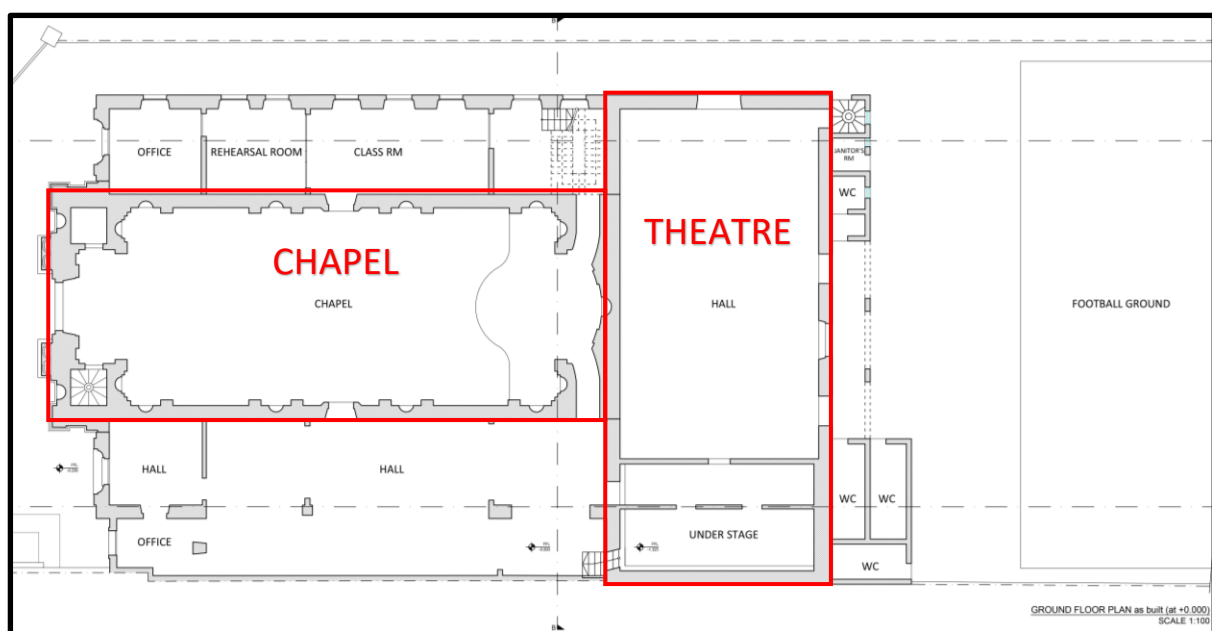 B
OFFICE
REHEARSAL ROOM
CLASS RM
JANITOR'S
RM
WC
CHAPEL
THEATRE
CHAPEL
HALL
FOOTBALL GROUND
HALL
HALL
OFFICE
UNDER STAGE
WC
WC
WC
B
GROUND FLOOR PLAN as built (at +0.000)
SCALE 1:100